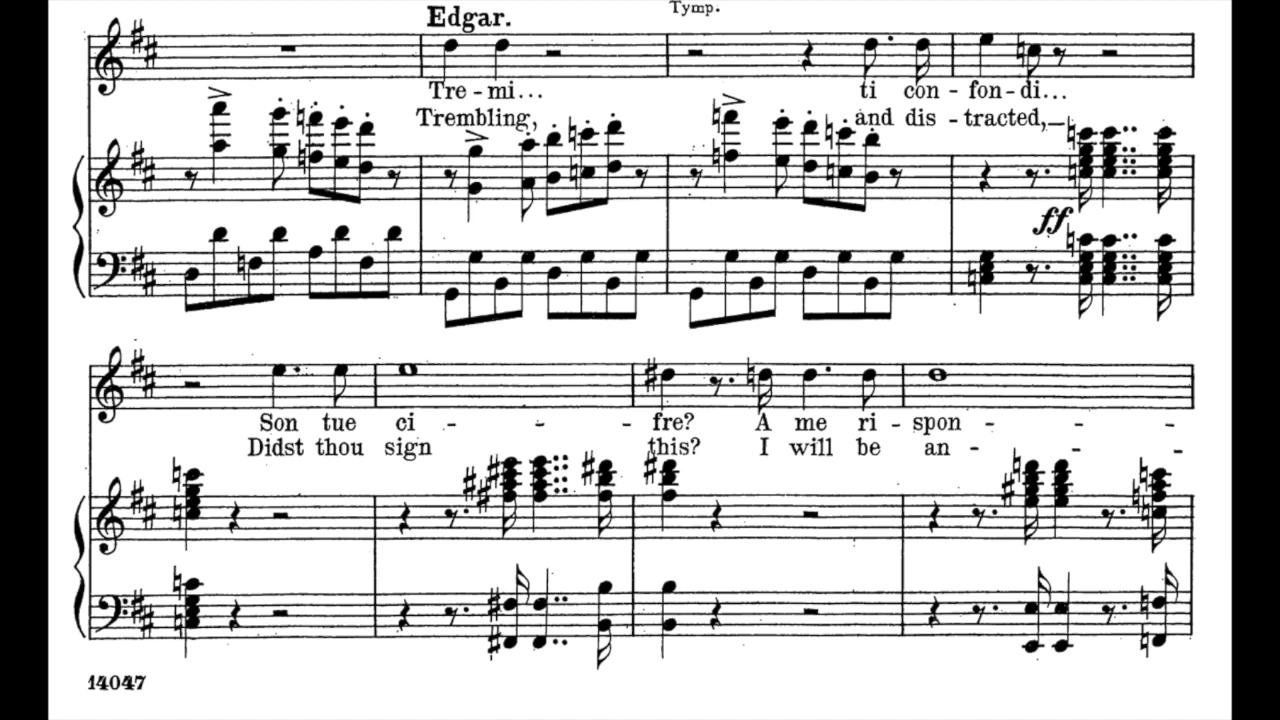 Tymp.
Edgar.
Tre-mi... ti con-fon-di...
Trembling, and dis-tracted,
ff
Son tue ci - - fre? A me ri-spon - - -
Didst thou sign this? I will be an - - -
14047